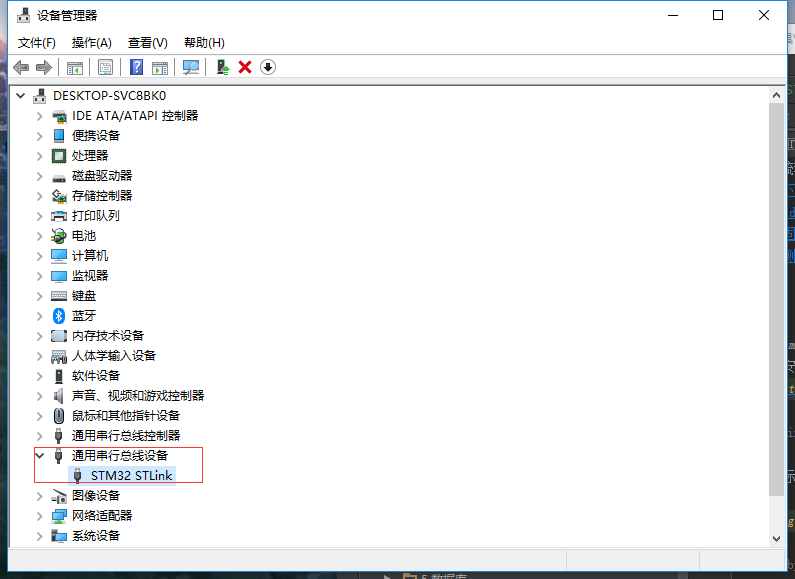 设备管理器
文件(F) 操作(A) 查看(V) 帮助(H)
DESKTOP-SVC8BK0
IDE ATA/ATAPI 控制器
便携设备
处理器
磁盘驱动器
存储控制器
打印队列
电池
计算机
监视器
键盘
蓝牙
内存技术设备
人体学输入设备
软件设备
声音、视频和游戏控制器
鼠标和其他指针设备
通用串行总线控制器
通用串行总线设备
STM32 STLink
图像设备
网络适配器
系统设备